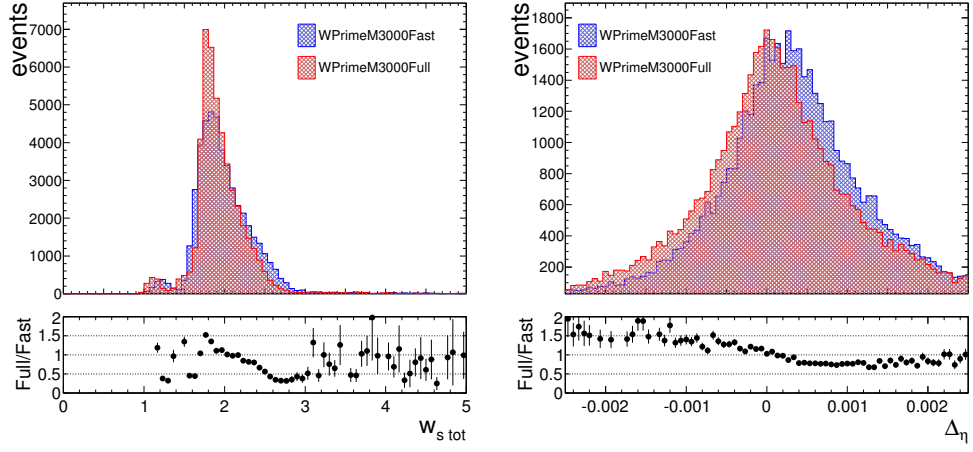 events
7000
6000
5000
4000
3000
2000
1000
0
WPrimeM3000Fast
WPrimeM3000Full
Full/Fast
2
1.5
1
0.5
0
0 1 2 3 4 5
w_s tot
events
1800
1600
1400
1200
1000
800
600
400
200
WPrimeM3000Fast
WPrimeM3000Full
Full/Fast
2
1.5
1
0.5
0
-0.002 -0.001 0 0.001 0.002
Δ_η